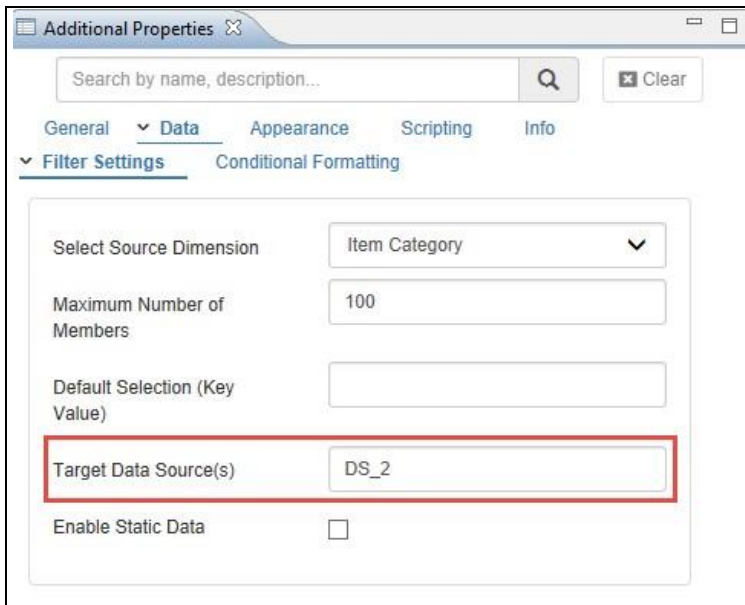 Additional Properties
Search by name, description...
Clear
General Data Appearance Scripting Info
Filter Settings Conditional Formatting
Select Source Dimension Item Category
Maximum Number of
Members
100
Default Selection (Key
Value)
Target Data Source(s) DS_2
Enable Static Data